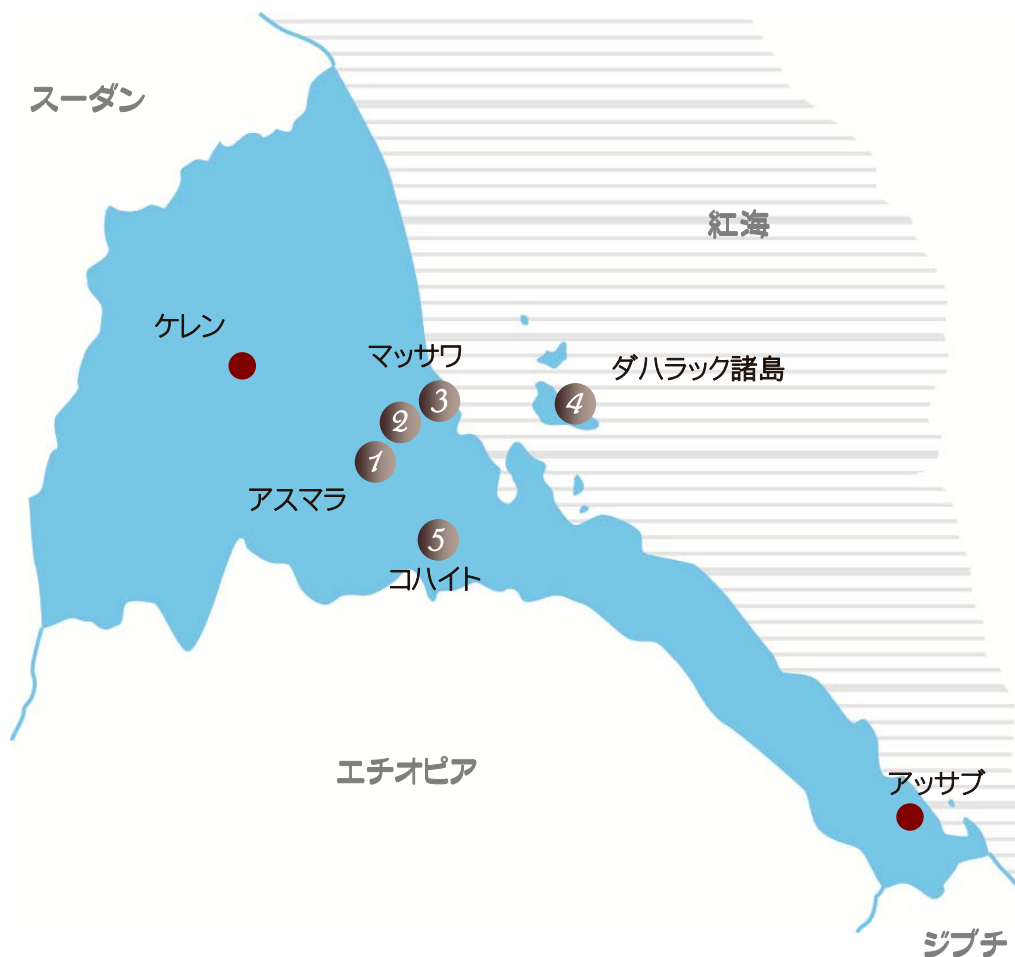 スーダン
紅海
ケレン
マッサワ
ダハラック諸島
3
4
2
1
アスマラ
5
コハイト
エチオピア
アッサブ
ジブチ